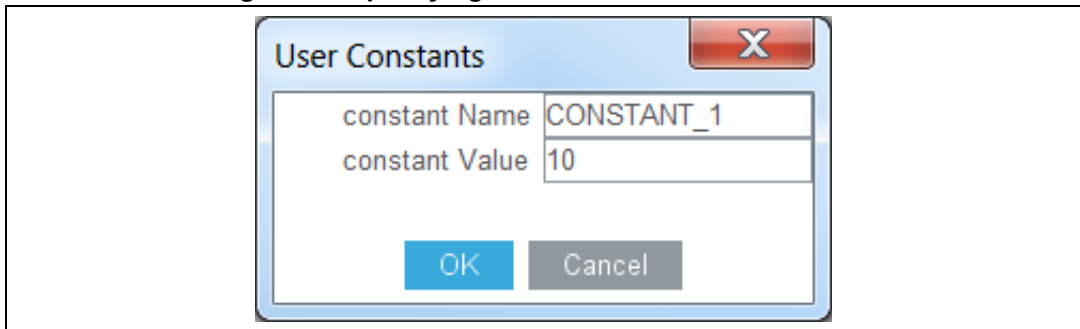 User Constants
X
constant Name CONSTANT_1
constant Value 10
OK Cancel